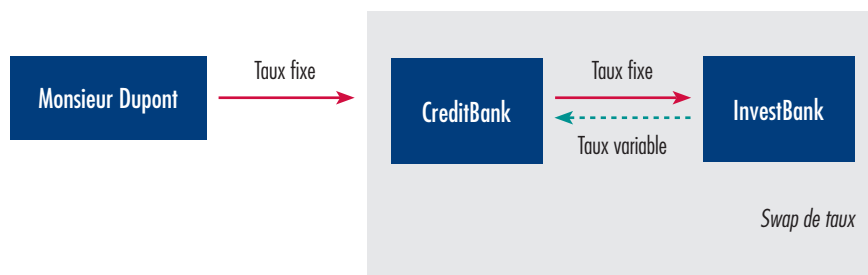 Taux fixe
Taux fixe
Monsieur Dupont
CreditBank
InvestBank
Taux variable
Swap de taux